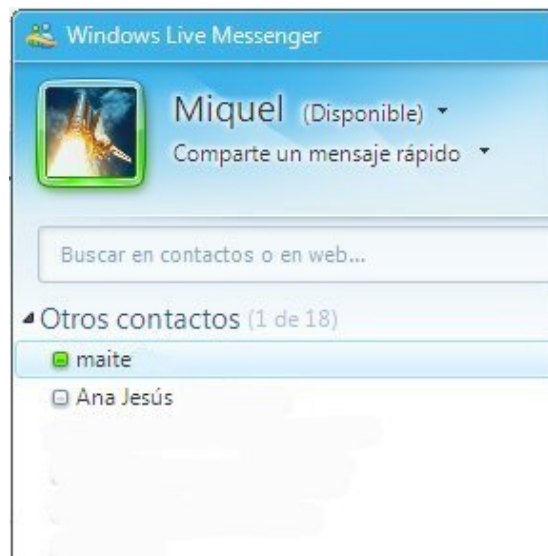 Windows Live Messenger
Miquel (Disponible)
Comparte un mensaje rápido
Buscar en contactos o en web...
Otros contactos (1 de 18)
maite
Ana Jesús